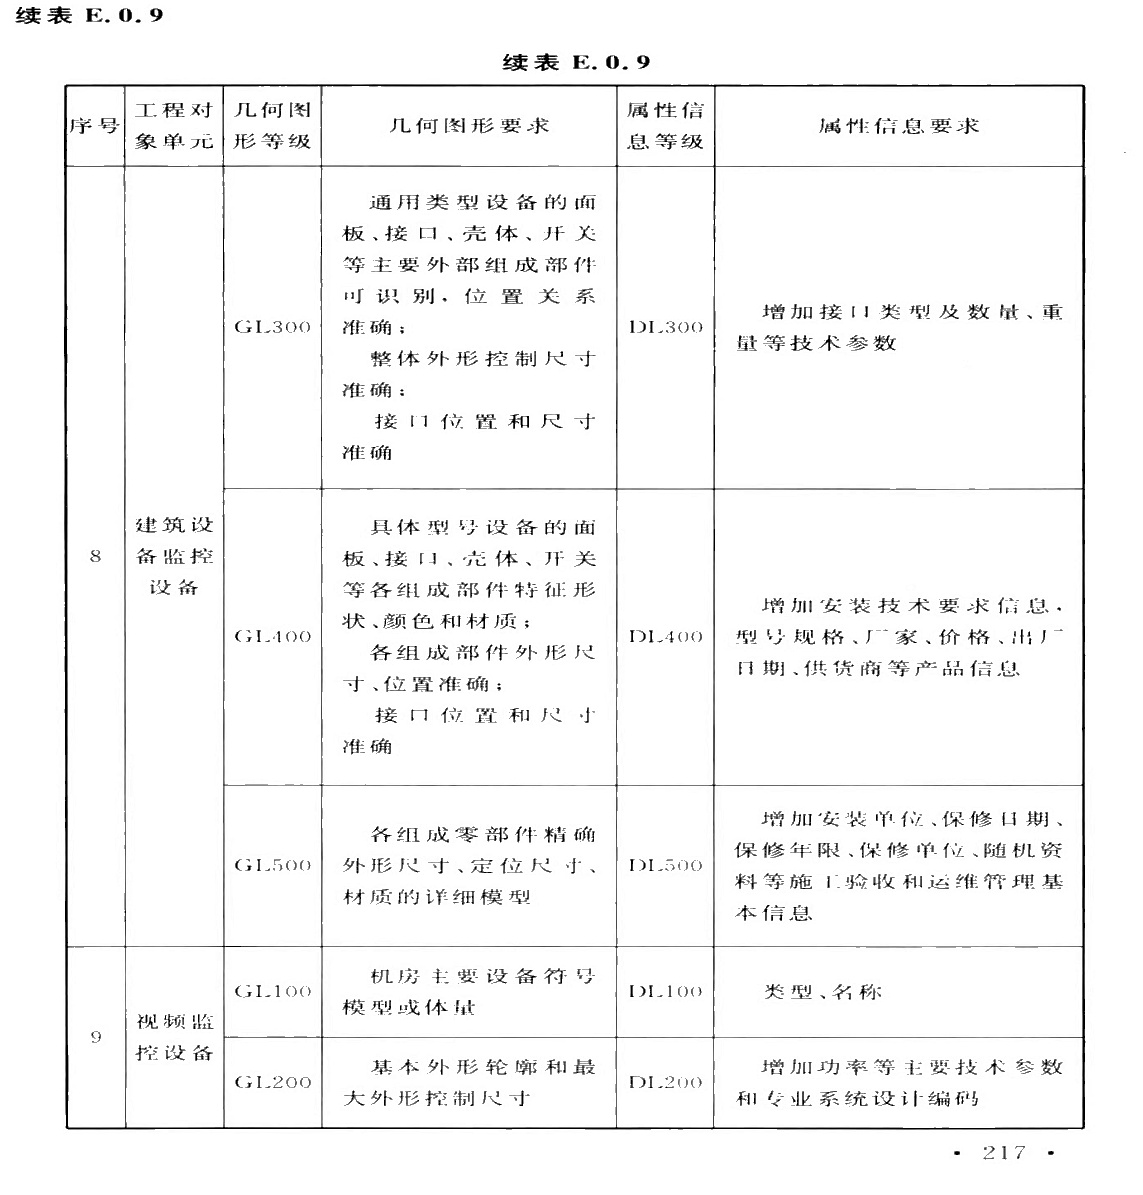 续表 E.0.9
续表 E.0.9
序号
工程对
象单元
几何图
形等级
几何图形要求
属性信
息等级
属性信息要求
8
建筑设
备监控
设备
GL300
通用类型设备的面
板、接口、壳体、开关
等主要外部组成部件
可识别，位置关系
准确；
整体外形控制尺寸
准确；
接口位置和尺寸
准确
DL300
增加接口类型及数量、重
量等技术参数
GL400
具体型号设备的面
板、接口、壳体、开关
等各组成部件特征形
状、颜色和材质；
各组成部件外形尺
寸、位置准确；
接口位置和尺寸
准确
DL400
增加安装技术要求信息，
型号规格、厂家、价格、出厂
日期、供货商等产品信息
GL500
各组成零部件精确
外形尺寸、定位尺寸、
材质的详细模型
DL500
增加安装单位、保修日期、
保修年限、保修单位、随机资
料等施工验收和运维管理基
本信息
9
视频监
控设备
GL100
机房主要设备符号
模型或体量
DL100
类型、名称
GL200
基本外形轮廓和最
大外形控制尺寸
DL200
增加功率等主要技术参数
和专业系统设计编码
· 217 ·